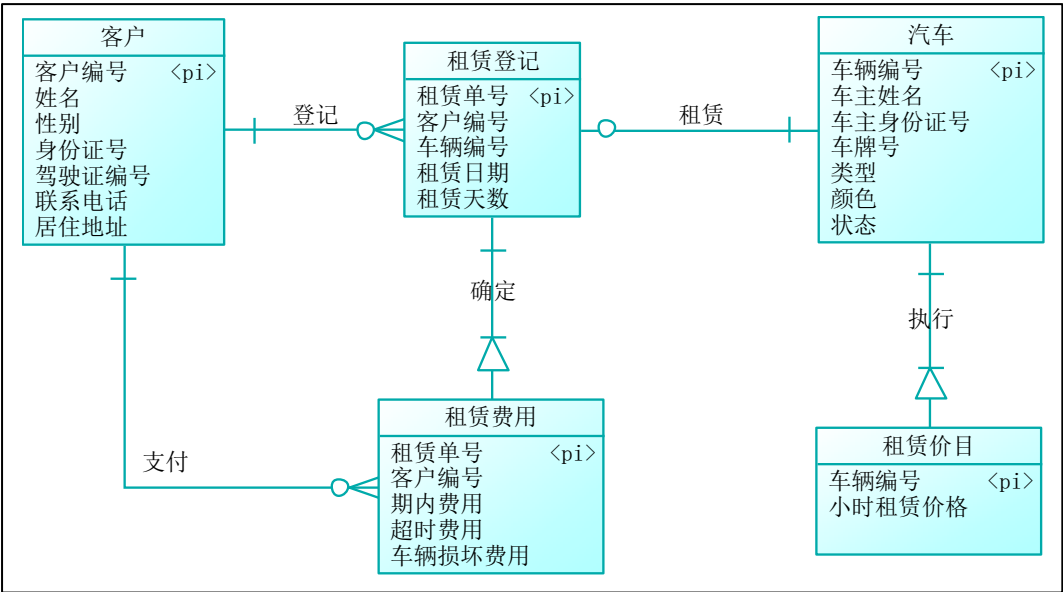 客户
客户编号 <pi>
姓名
性别
身份证号
驾驶证编号
联系电话
居住地址
登记
租赁登记
租赁单号 <pi>
客户编号
车辆编号
租赁日期
租赁天数
租赁
汽车
车辆编号 <pi>
车主姓名
车主身份证号
车牌号
类型
颜色
状态
确定
执行
支付
租赁费用
租赁单号 <pi>
客户编号
期内费用
超时费用
车辆损坏费用
租赁价目
车辆编号 <pi>
小时租赁价格